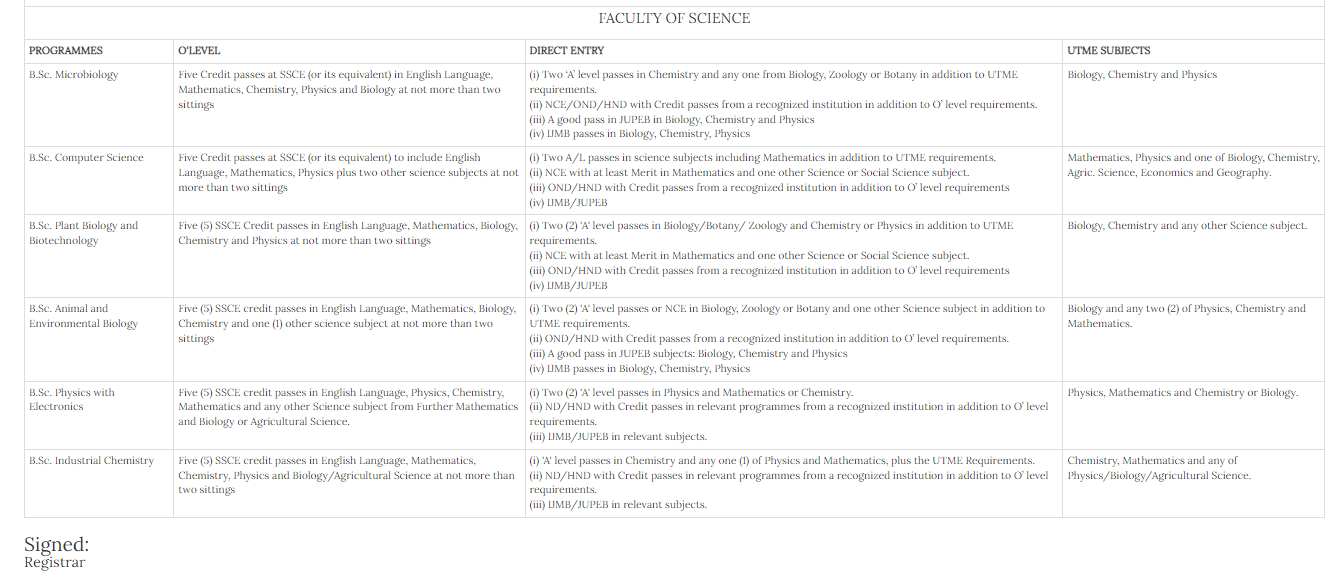 FACULTY OF SCIENCE
PROGRAMMES
O'LEVEL
DIRECT ENTRY
UTME SUBJECTS
B.Sc. Microbiology
Five Credit passes at SSCE (or its equivalent) in English Language,
Mathematics, Chemistry, Physics and Biology at not more than two
sittings
(i) Two 'A' level passes in Chemistry and any one from Biology, Zoology or Botany in addition to UTME
requirements.
(ii) NCE/OND/HND with Credit passes from a recognized institution in addition to O' level requirements.
(iii) A good pass in JUPEB in Biology, Chemistry and Physics
(iv) IJMB passes in Biology, Chemistry, Physics
Biology, Chemistry and Physics
B.Sc. Computer Science
Five Credit passes at SSCE (or its equivalent) to include English
Language, Mathematics, Physics plus two other science subjects at not
more than two sittings
(i) Two A/L passes in science subjects including Mathematics in addition to UTME requirements.
(ii) NCE with at least Merit in Mathematics and one other Science or Social Science subject.
(iii) OND/HND with Credit passes from a recognized institution in addition to O' level requirements
(iv) IJMB/JUPEB
Mathematics, Physics and one of Biology, Chemistry,
Agric. Science, Economics and Geography.
B.Sc. Plant Biology and
Biotechnology
Five (5) SSCE Credit passes in English Language, Mathematics, Biology,
Chemistry and Physics at not more than two sittings
(i) Two (2) 'A' level passes in Biology/Botany/ Zoology and Chemistry or Physics in addition to UTME
requirements.
(ii) NCE with at least Merit in Mathematics and one other Science or Social Science subject.
(iii) OND/HND with Credit passes from a recognized institution in addition to O' level requirements
(iv) IJMB/JUPEB
Biology, Chemistry and any other Science subject.
B.Sc. Animal and
Environmental Biology
Five (5) SSCE credit passes in English Language, Mathematics, Biology,
Chemistry and one (1) other science subject at not more than two
sittings
(i) Two (2) 'A' level passes or NCE in Biology, Zoology or Botany and one other Science subject in addition to
UTME requirements.
(ii) OND/HND with Credit passes from a recognized institution in addition to O' level requirements.
(iii) A good pass in JUPEB subjects: Biology, Chemistry and Physics
(iv) IJMB passes in Biology, Chemistry, Physics
Biology and any two (2) of Physics, Chemistry and
Mathematics.
B.Sc. Physics with
Electronics
Five (5) SSCE credit passes in English Language, Physics, Chemistry,
Mathematics and any other Science subject from Further Mathematics
and Biology or Agricultural Science.
(i) Two (2) 'A' level passes in Physics and Mathematics or Chemistry.
(ii) ND/HND with Credit passes in relevant programmes from a recognized institution in addition to O' level
requirements.
(iii) IJMB/JUPEB in relevant subjects.
Physics, Mathematics and Chemistry or Biology.
B.Sc. Industrial Chemistry
Five (5) SSCE credit passes in English Language, Mathematics,
Chemistry, Physics and Biology/Agricultural Science at not more than
two sittings
(i) 'A' level passes in Chemistry and any one (1) of Physics and Mathematics, plus the UTME Requirements.
(ii) ND/HND with Credit passes in relevant programmes from a recognized institution in addition to O' level
requirements.
(iii) IJMB/JUPEB in relevant subjects.
Chemistry, Mathematics and any of
Physics/Biology/Agricultural Science.
Signed:
Registrar